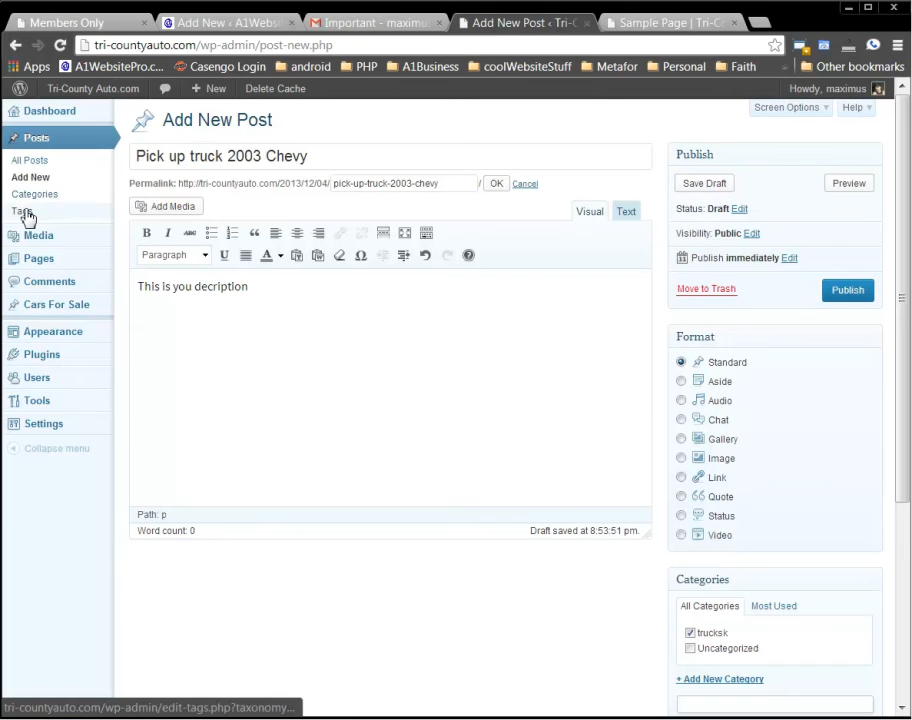 Members Only
Add New ‹ A1Webs
Important - maximus
Add New Post ‹ Tri-C
Sample Page | Tri-Co
tri-countyauto.com/wp-admin/post-new.php
Apps
A1WebsitePro.c...
Casengo Login
android
PHP
A1Business
coolWebsiteStuff
Metafor
Personal
Faith
Other bookmarks
Tri-County Auto.com
+ New
Delete Cache
Howdy, maximus
Dashboard
Posts
All Posts
Add New
Categories
Tags
Media
Pages
Comments
Cars For Sale
Appearance
Plugins
Users
Tools
Settings
Collapse menu
Screen Options
Help
Add New Post
Pick up truck 2003 Chevy
Permalink: http://tri-countyauto.com/2013/12/04/ pick-up-truck-2003-chevy / OK Cancel
Add Media
Visual
Text
B I ABC
Paragraph
U A Ω
This is you decription
Path: p
Word count: 0
Draft saved at 8:53:51 pm.
Publish
Save Draft
Preview
Status: Draft Edit
Visibility: Public Edit
Publish immediately Edit
Move to Trash
Publish
Format
Standard
Aside
Audio
Chat
Gallery
Image
Link
Quote
Status
Video
Categories
All Categories
Most Used
trucksk
Uncategorized
+ Add New Category
tri-countyauto.com/wp-admin/edit-tags.php?taxonomy...